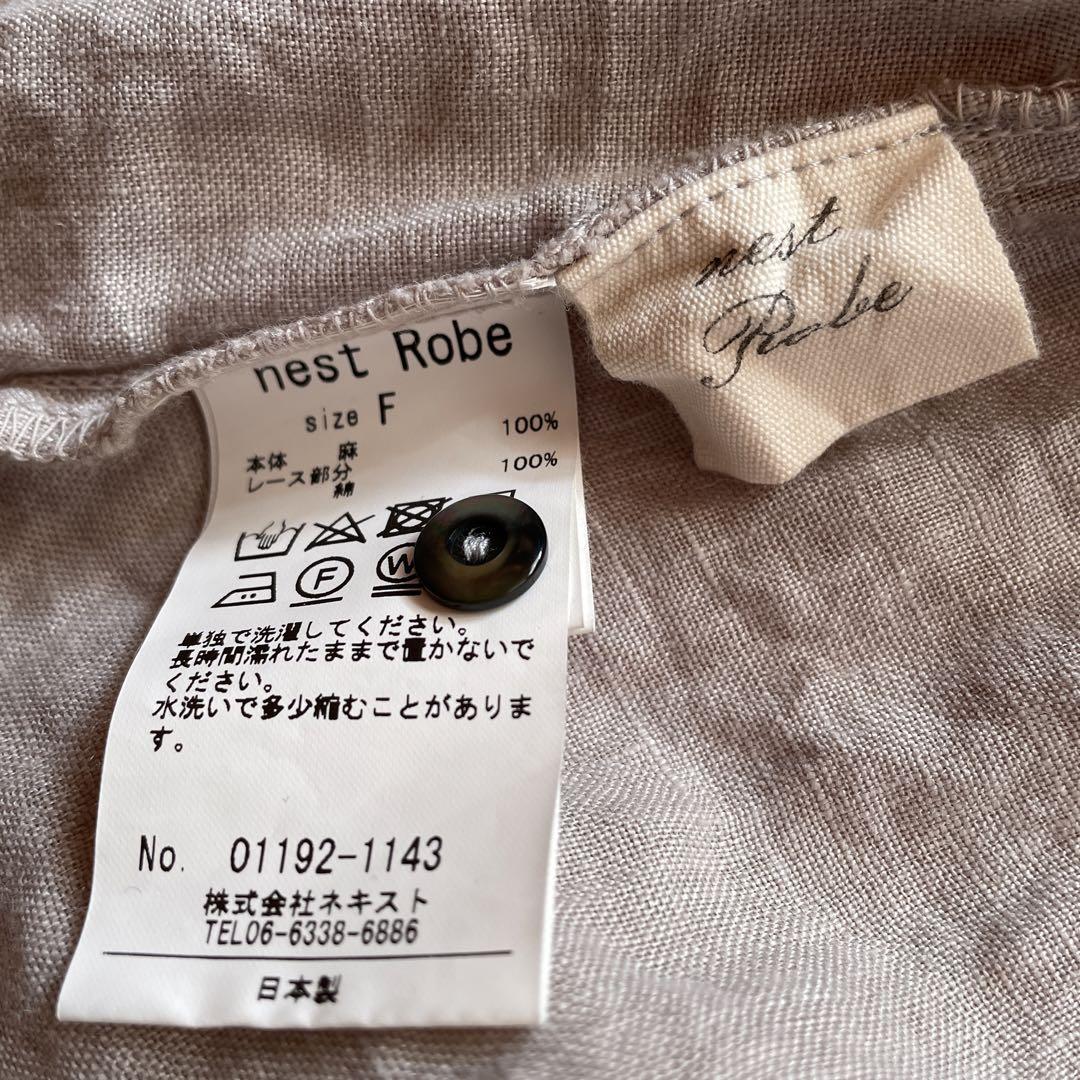 nest Robe
size F
本体 麻 100%
レース部分 綿 100%
F W
単独で洗濯してください。
長時間濡れたままで置かないで
ください。
水洗いで多少縮むことがありま
す。
No. 01192-1143
株式会社ネキスト
TEL06-6338-6886
日本製
nest
Robe